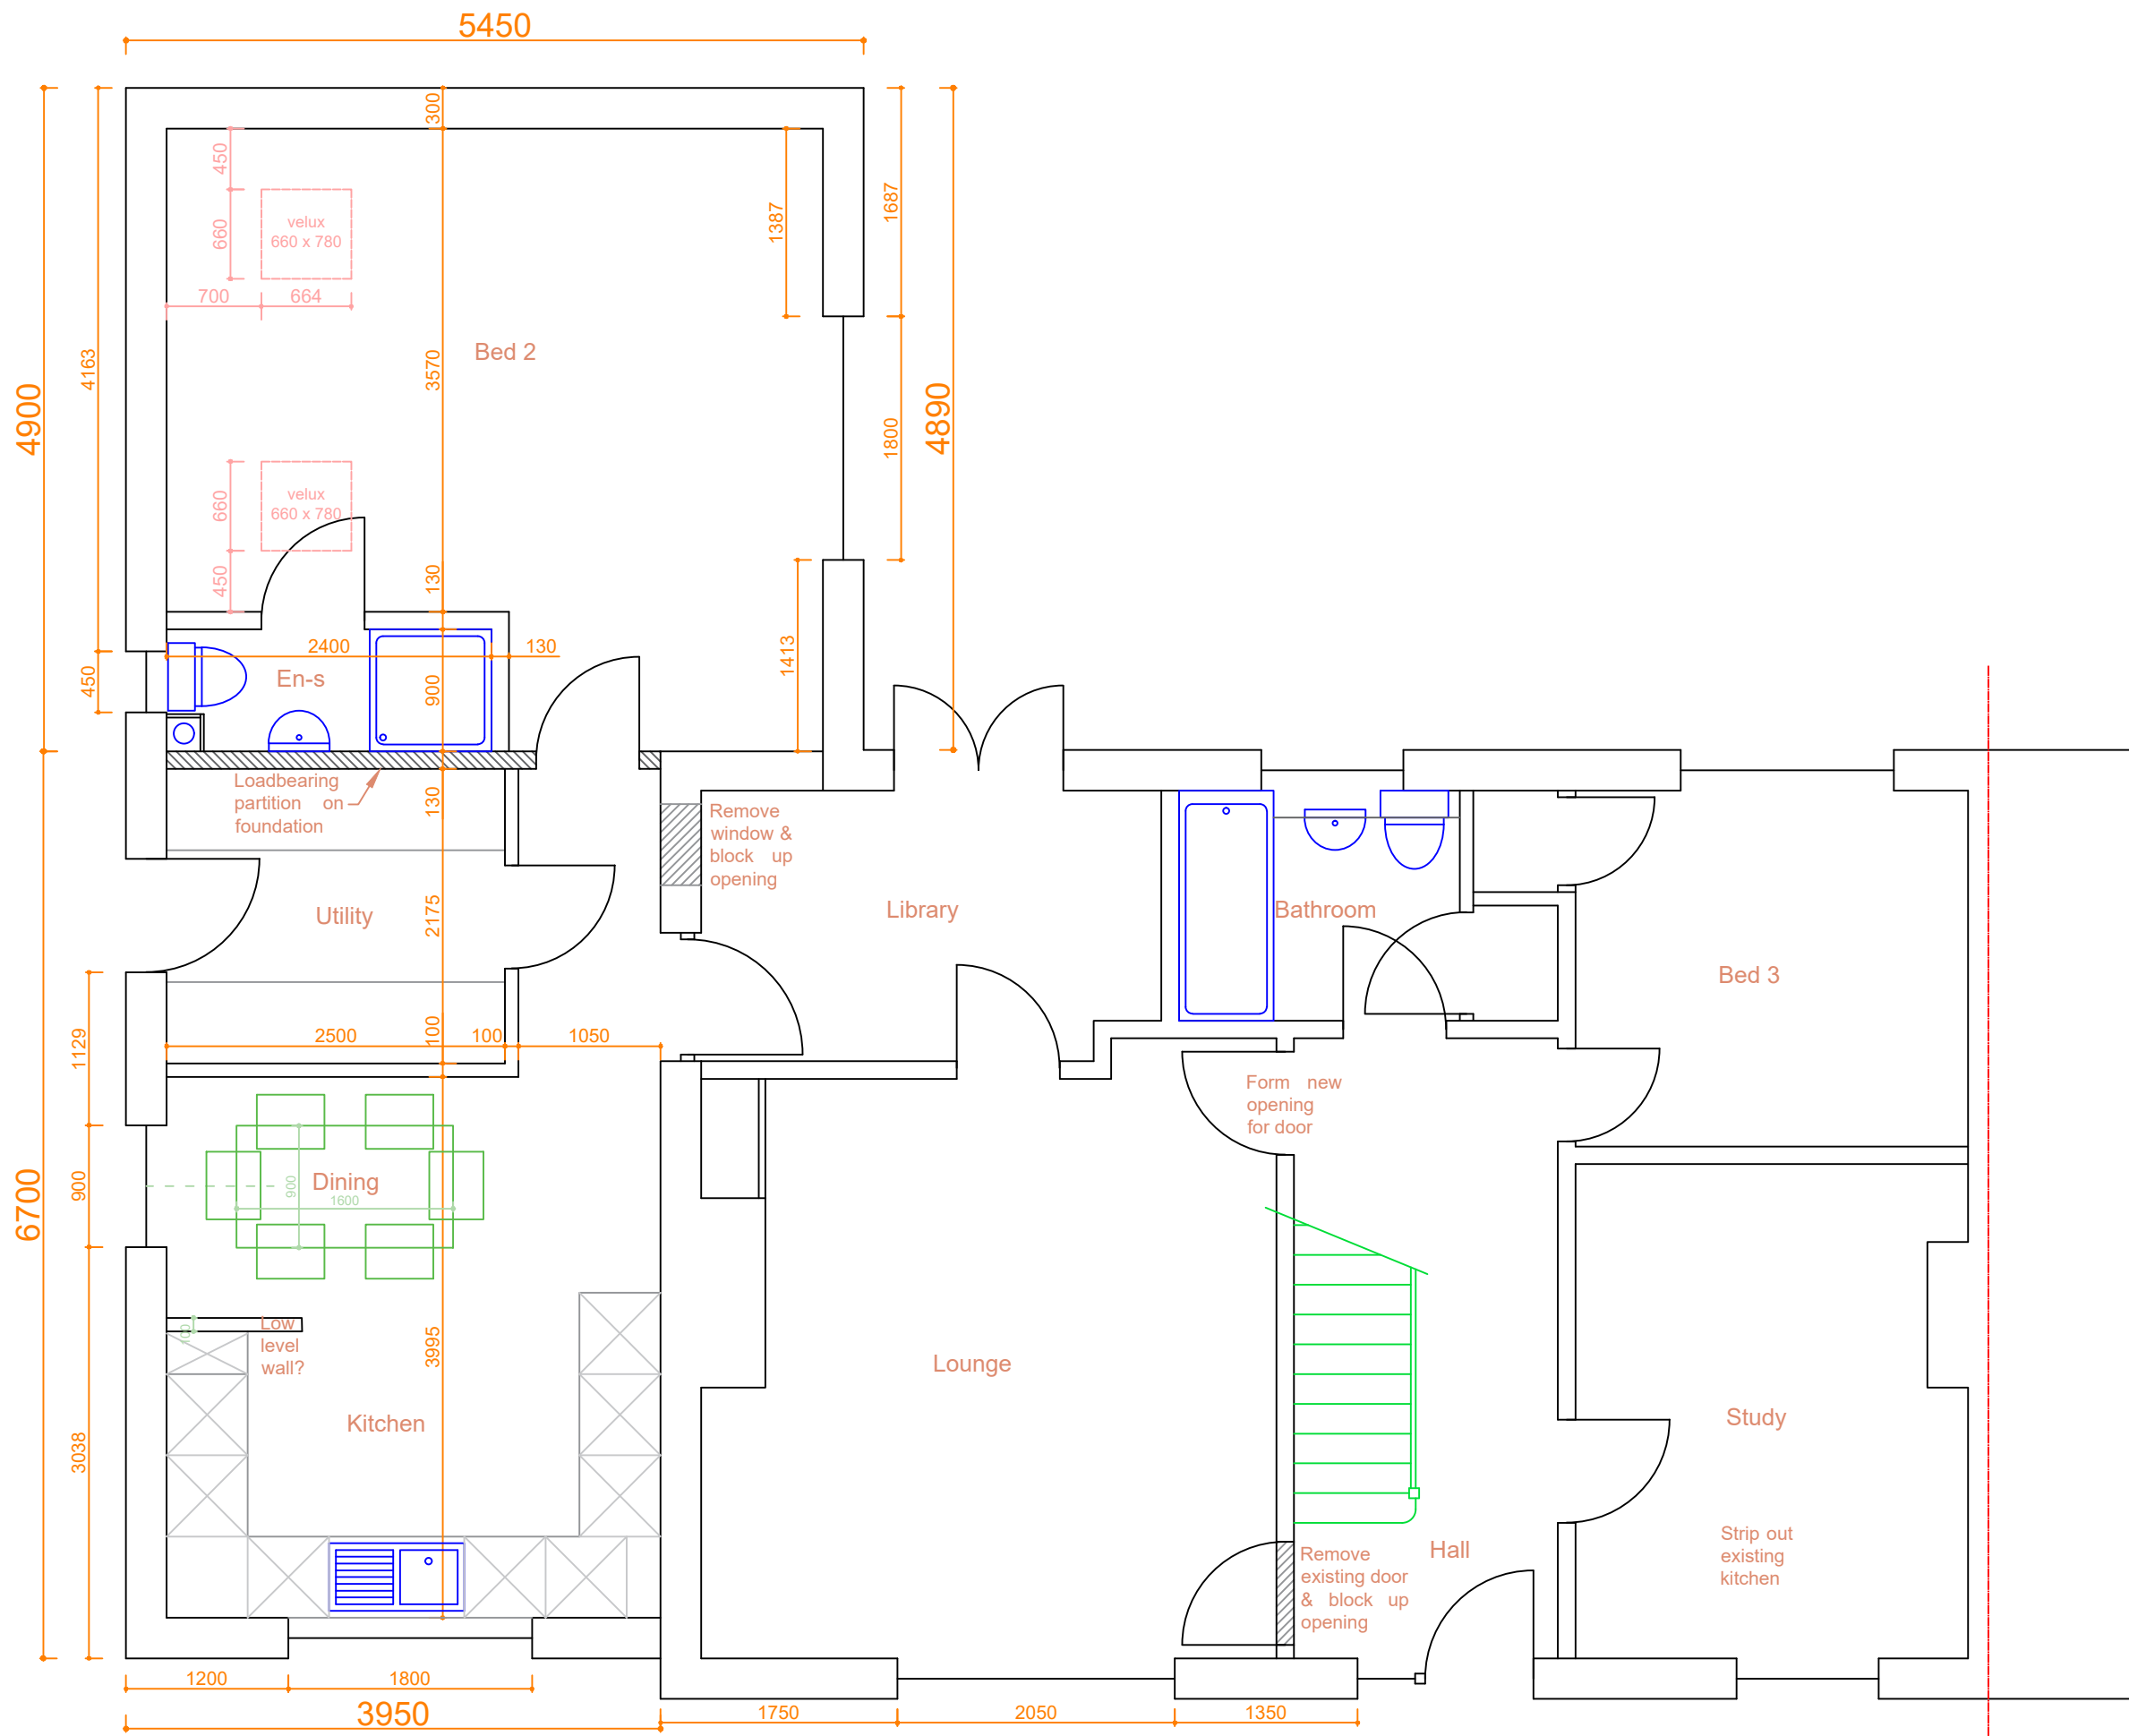 5450
300
450
velux
660 x 780
660
700
664
1387
1687
4163
4900
Bed 2
3570
4890
1800
velux
660 x 780
660
450
130
2400
130
1413
En-s
450
900
Loadbearing
partition on
foundation
130
Remove
window &
block up
opening
Utility
2175
Library
Bathroom
Bed 3
2500
100
100
1050
1129
Form new
opening
for door
Dining
900
1600
900
6700
Low
level
wall?
100
3995
Lounge
Kitchen
3038
Study
Hall
Strip out
existing
kitchen
Remove
existing door
& block up
opening
1200
1800
3950
1750
2050
1350